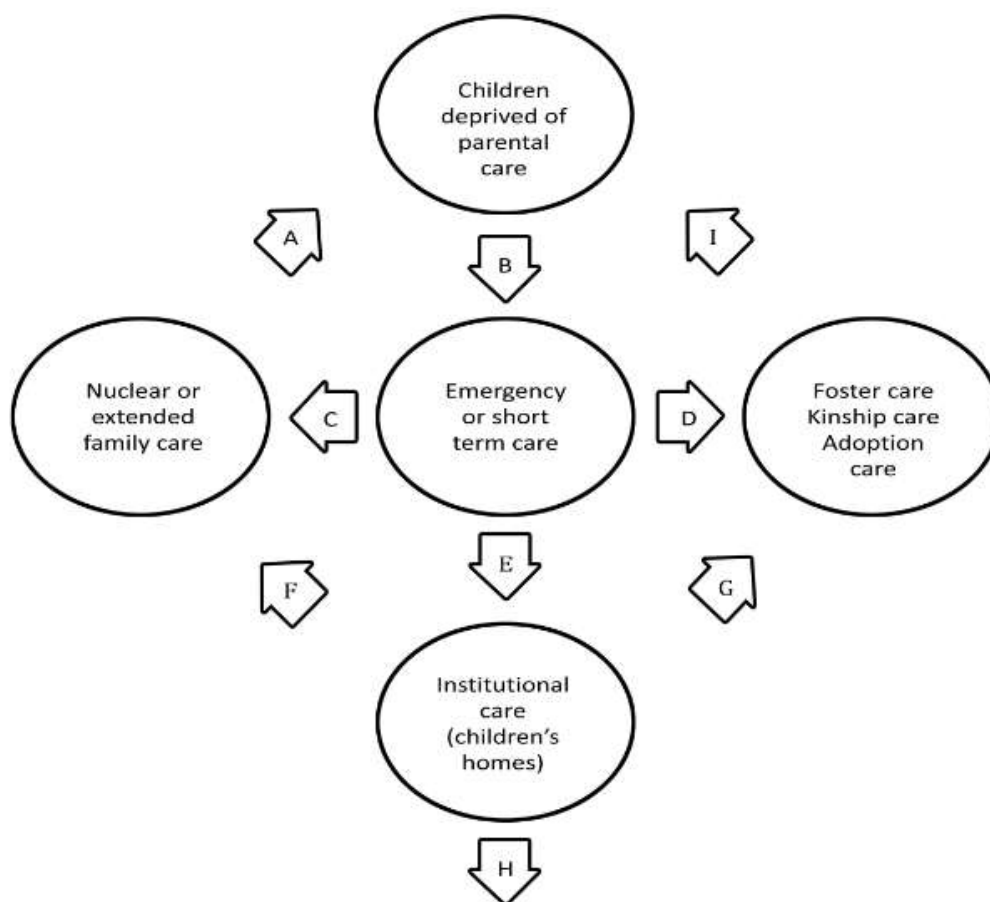 Children
deprived of
parental
care
A
I
B
Nuclear or
extended
family care
C
Emergency
or short
term care
D
Foster care
Kinship care
Adoption
care
F
E
G
Institutional
care
(children's
homes)
H